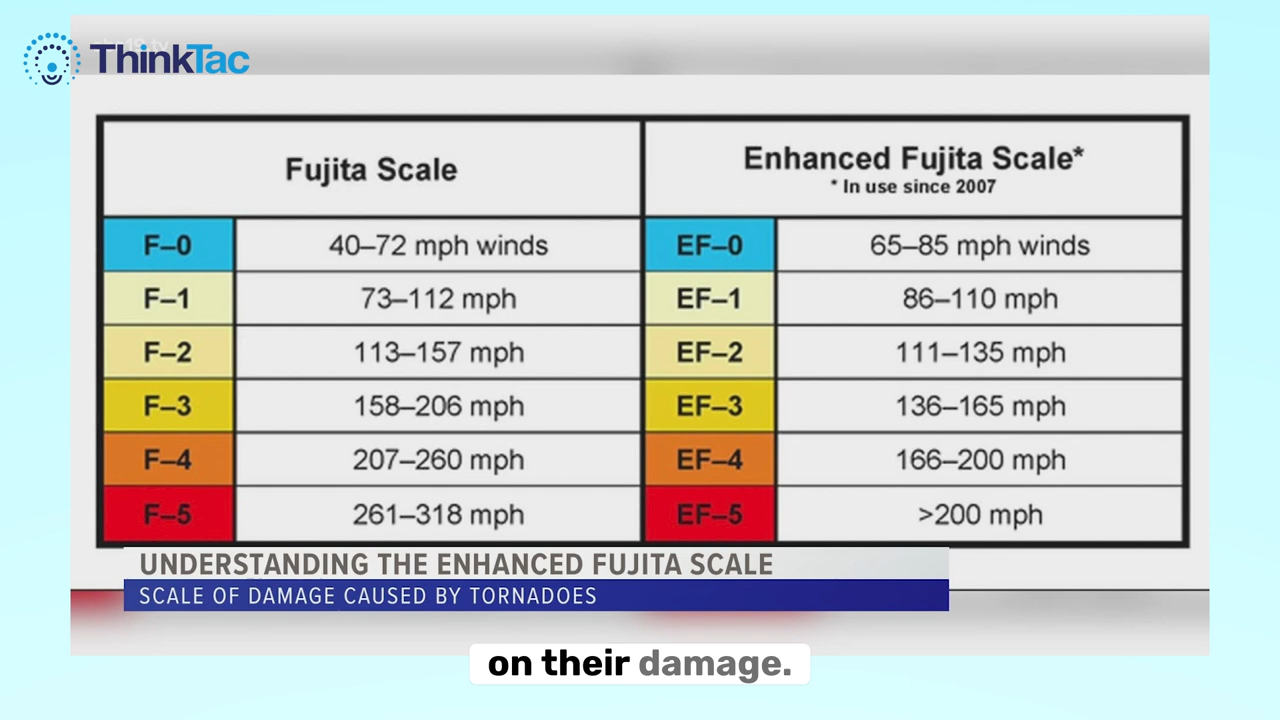 ThinkTac
Fujita Scale
Enhanced Fujita Scale*
* In use since 2007
F–0 40–72 mph winds EF–0 65–85 mph winds
F–1 73–112 mph EF–1 86–110 mph
F–2 113–157 mph EF–2 111–135 mph
F–3 158–206 mph EF–3 136–165 mph
F–4 207–260 mph EF–4 166–200 mph
F–5 261–318 mph EF–5 >200 mph
UNDERSTANDING THE ENHANCED FUJITA SCALE
SCALE OF DAMAGE CAUSED BY TORNADOES
on their damage.